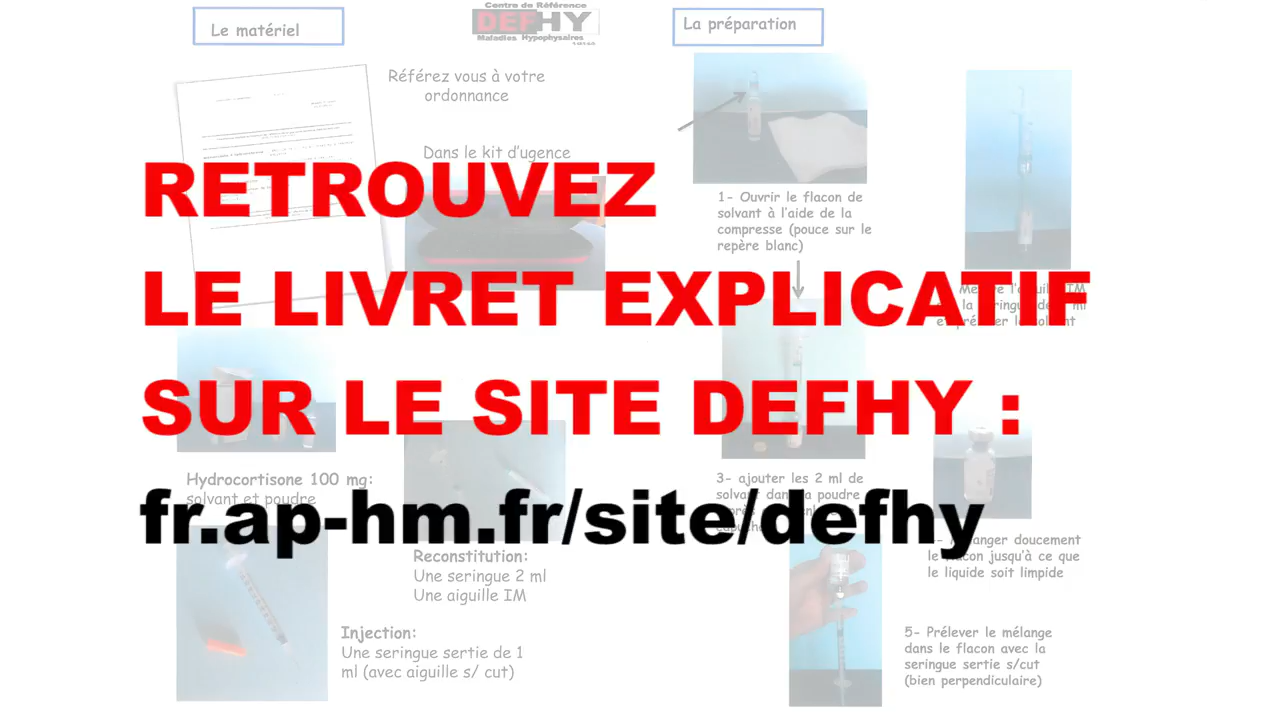 Le matériel
Centre de Référence
DEFHY
Maladies Hypophysaires
La préparation
Référez vous à votre
ordonnance
Dans le kit d'ugence
RETROUVEZ
LE LIVRET EXPLICATIF
SUR LE SITE DEFHY :
fr.ap-hm.fr/site/defhy
Hydrocortisone 100 mg:
solvant et poudre
Reconstitution:
Une seringue 2 ml
Une aiguille IM
Injection:
Une seringue sertie de 1
ml (avec aiguille s/ cut)
1- Ouvrir le flacon de
solvant à l'aide de la
compresse (pouce sur le
repère blanc)
3- ajouter les 2 ml de
la poudre
doucement
jusqu'à ce que
le liquide soit limpide
5- Prélever le mélange
dans le flacon avec la
seringue sertie s/cut
(bien perpendiculaire)